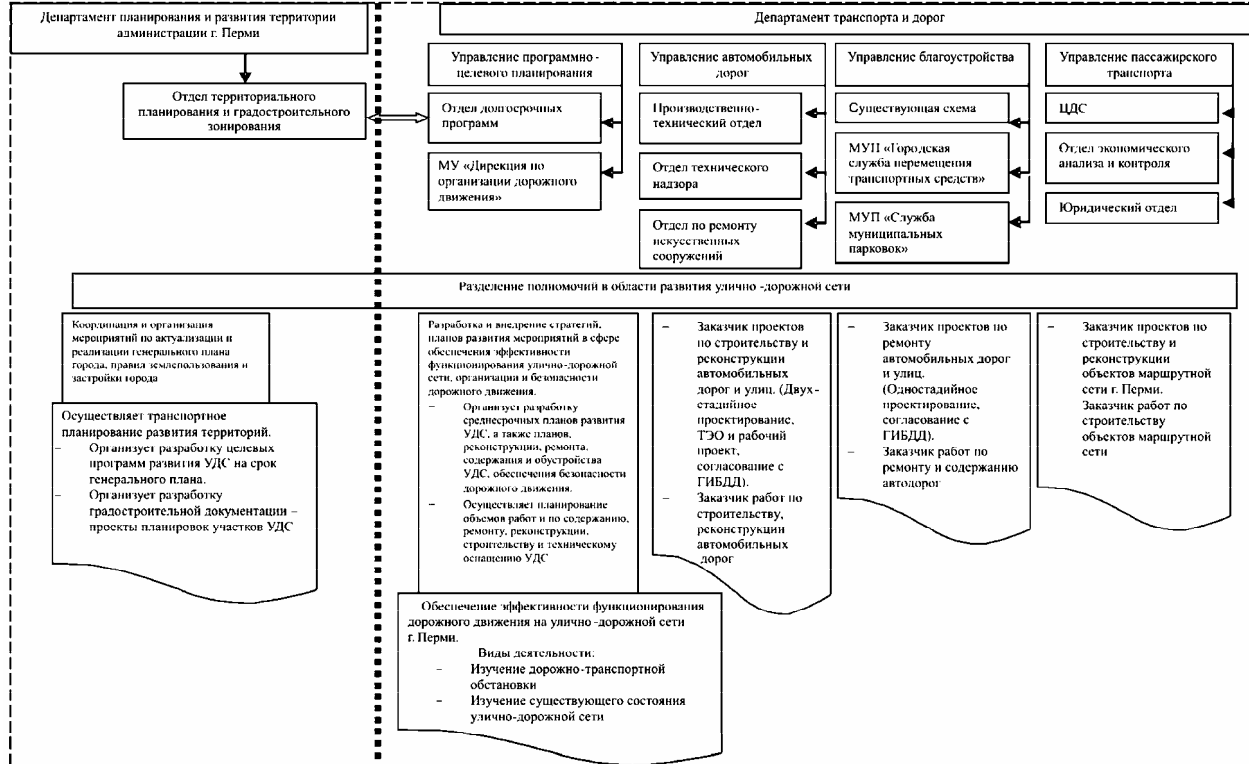 Департамент планирования и развития территории
администрации г. Перми
Отдел территориального
планирования и градостроительного
зонирования
Департамент транспорта и дорог
Управление программно-
целевого планирования
Отдел долгосрочных
программ
МУ «Дирекция по
организации дорожного
движения»
Управление автомобильных
дорог
Производственно-
технический отдел
Отдел технического
надзора
Отдел по ремонту
искусственных
сооружений
Управление благоустройства
Существующая схема
МУП «Городская
служба перемещения
транспортных средств»
МУП «Служба
муниципальных
парковок»
Управление пассажирского
транспорта
ЦДС
Отдел экономического
анализа и контроля
Юридический отдел
Разделение полномочий в области развития улично -дорожной сети
Координация и организация
мероприятий по актуализации и
реализации генерального плана
города, правил землепользования и
застройки города
Осуществляет транспортное
планирование развития территорий.
– Организует разработку целевых
программ развития УДС на срок
генерального плана.
– Организует разработку
градостроительной документации –
проекты планировок участков УДС
Разработка и внедрение стратегий,
планов развития мероприятий в сфере
обеспечения эффективности
функционирования улично-дорожной
сети, организации и безопасности
дорожного движения.
– Организует разработку
среднесрочных планов развития
УДС, а также планов,
реконструкции, ремонта,
содержания и обустройства
УДС, обеспечения безопасности
дорожного движения.
– Осуществляет планирование
объемов работ и по содержанию,
ремонту, реконструкции,
строительству и техническому
оснащению УДС
Обеспечение эффективности функционирования
дорожного движения на улично -дорожной сети
г. Перми.
Виды деятельности:
– Изучение дорожно-транспортной
обстановки
– Изучение существующего состояния
улично-дорожной сети
– Заказчик проектов
по строительству и
реконструкции
автомобильных
дорог и улиц. (Двух-
стадийное
проектирование,
ТЭО и рабочий
проект,
согласование с
ГИБДД).
– Заказчик работ по
строительству,
реконструкции
автомобильных
дорог
– Заказчик проектов по
ремонту
автомобильных дорог
и улиц.
(Одностадийное
проектирование,
согласование с
ГИБДД).
– Заказчик работ по
ремонту и содержанию
автодорог
– Заказчик проектов по
строительству и
реконструкции
объектов маршрутной
сети г. Перми.
– Заказчик работ по
строительству
объектов маршрутной
сети